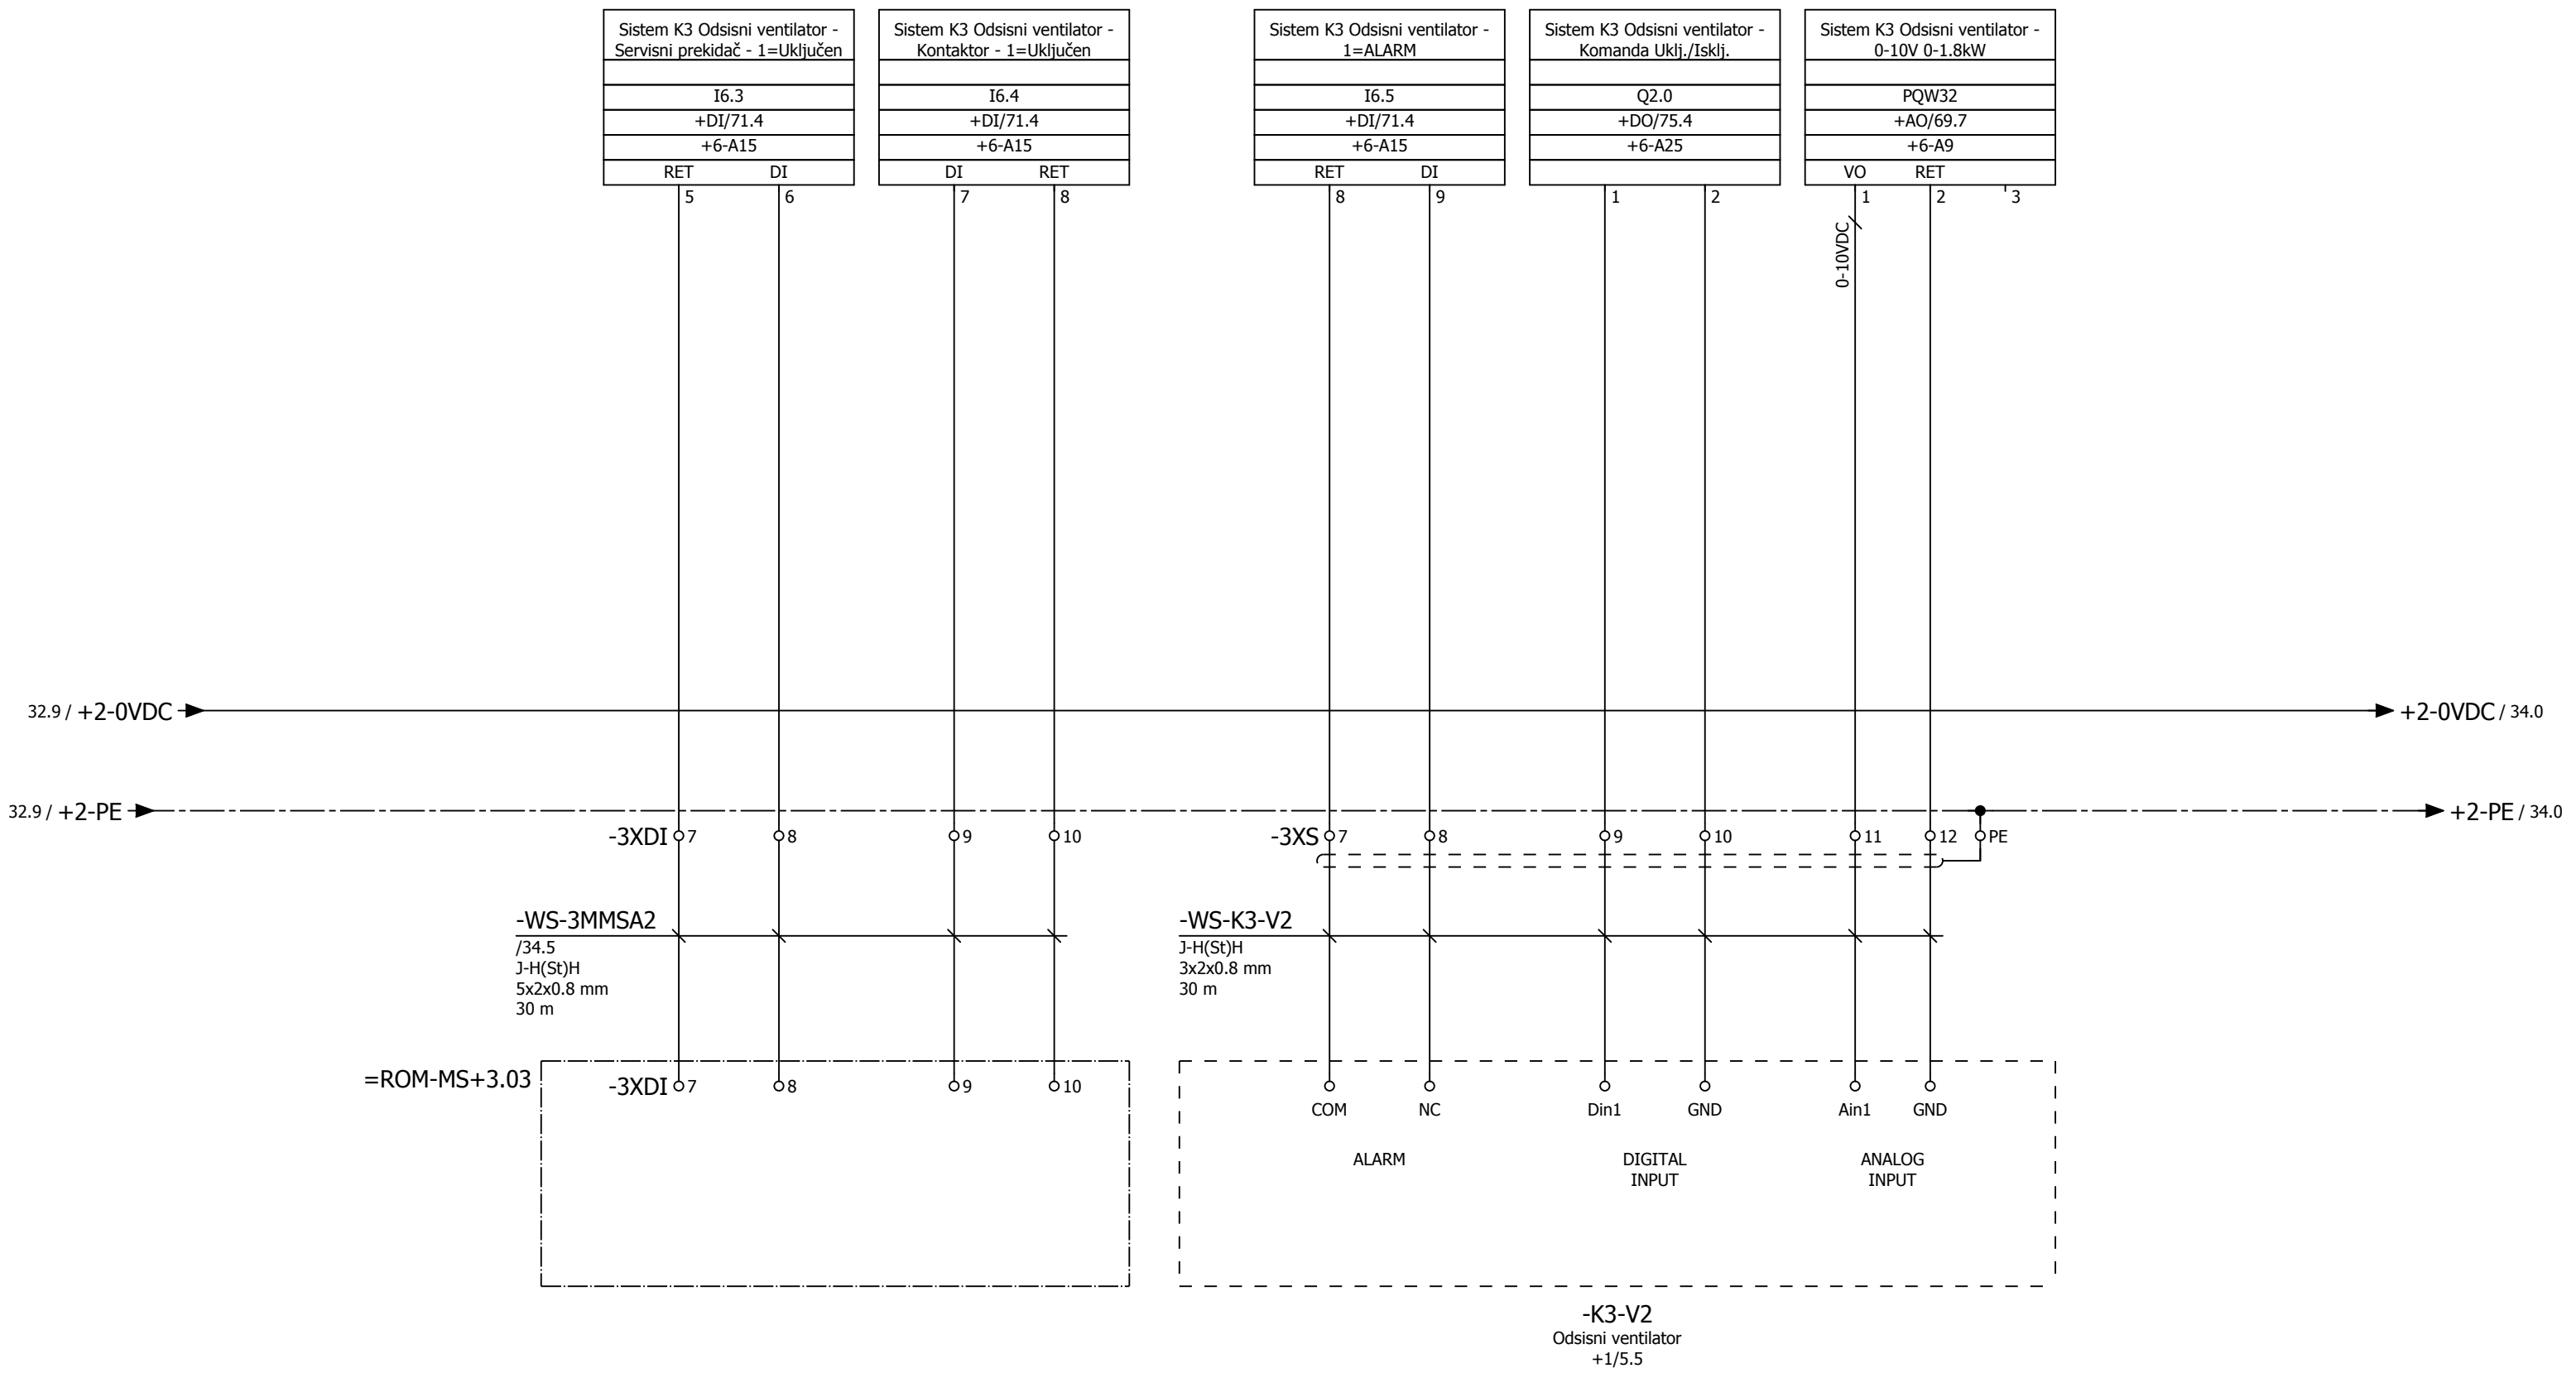 Sistem K3 Odsisni ventilator -
Servisni prekidač - 1=Uključen
I6.3
+DI/71.4
+6-A15
RET DI
5 6
Sistem K3 Odsisni ventilator -
Kontaktor - 1=Uključen
I6.4
+DI/71.4
+6-A15
DI RET
7 8
Sistem K3 Odsisni ventilator -
1=ALARM
I6.5
+DI/71.4
+6-A15
RET DI
8 9
Sistem K3 Odsisni ventilator -
Komanda Uklj./Isklj.
Q2.0
+DO/75.4
+6-A25
1 2
Sistem K3 Odsisni ventilator -
0-10V 0-1.8kW
PQW32
+AO/69.7
+6-A9
VO RET
1 2 3
0-10VDC
32.9 / +2-0VDC
+2-0VDC / 34.0
32.9 / +2-PE
+2-PE / 34.0
-3XDI 7 8 9 10
-3XS 7 8 9 10 11 12 PE
-WS-3MMSA2
/34.5
J-H(St)H
5x2x0.8 mm
30 m
-WS-K3-V2
J-H(St)H
3x2x0.8 mm
30 m
=ROM-MS+3.03
-3XDI 7 8 9 10
COM NC Din1 GND Ain1 GND
ALARM
DIGITAL
INPUT
ANALOG
INPUT
-K3-V2
Odsisni ventilator
+1/5.5